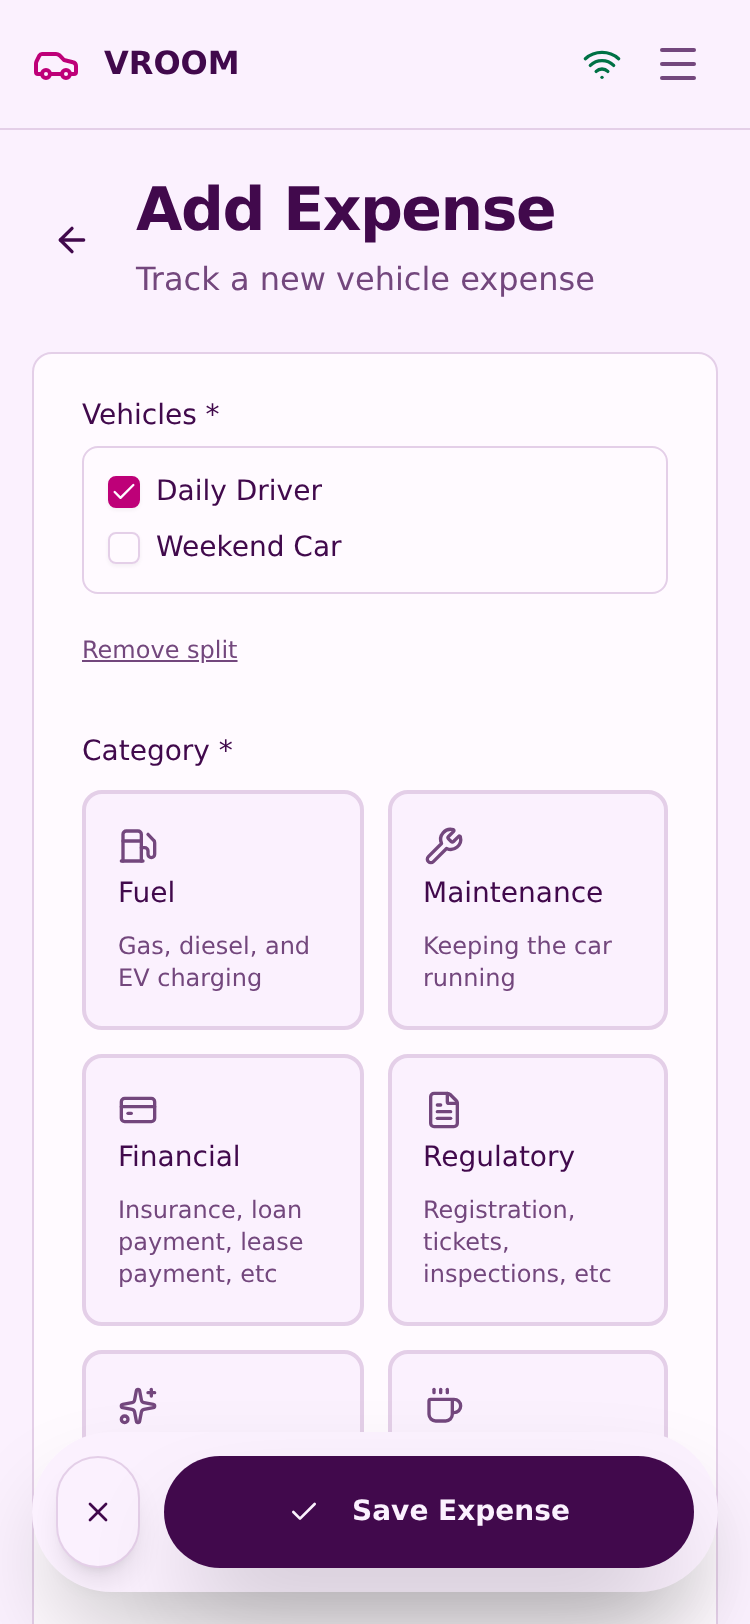 VROOM
Add Expense
Track a new vehicle expense
Vehicles *
Daily Driver
Weekend Car
Remove split
Category *
Fuel
Gas, diesel, and
EV charging
Maintenance
Keeping the car
running
Financial
Insurance, loan
payment, lease
payment, etc
Regulatory
Registration,
tickets,
inspections, etc
Save Expense